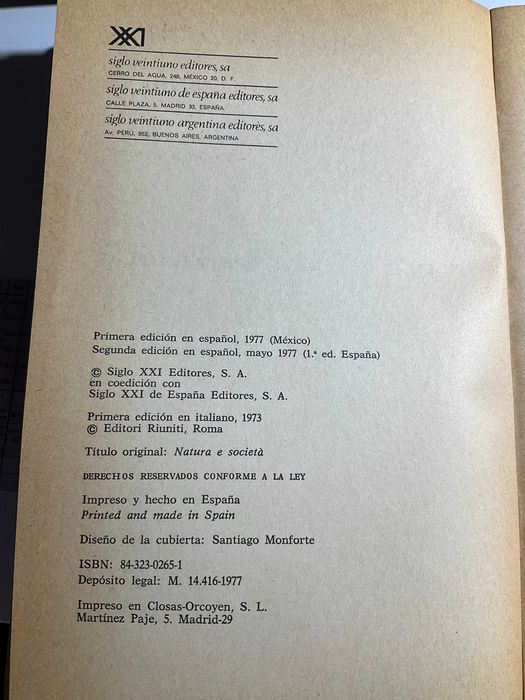 XXI
siglo veintiuno editores, sa
CERRO DEL AGUA, 248, MÉXICO 20, D. F.
siglo veintiuno de españa editores, sa
CALLE PLAZA, 5, MADRID 33, ESPAÑA
siglo veintiuno argentina editores, sa
Av. PERÚ, 952, BUENOS AIRES, ARGENTINA
Primera edición en español, 1977 (México)
Segunda edición en español, mayo 1977 (1.ª ed. España)
© Siglo XXI Editores, S. A.
en coedición con
Siglo XXI de España Editores, S. A.
Primera edición en italiano, 1973
© Editori Riuniti, Roma
Título original: Natura e società
DERECHOS RESERVADOS CONFORME A LA LEY
Impreso y hecho en España
Printed and made in Spain
Diseño de la cubierta: Santiago Monforte
ISBN: 84-323-0265-1
Depósito legal: M. 14.416-1977
Impreso en Closas-Orcoyen, S. L.
Martínez Paje, 5. Madrid-29